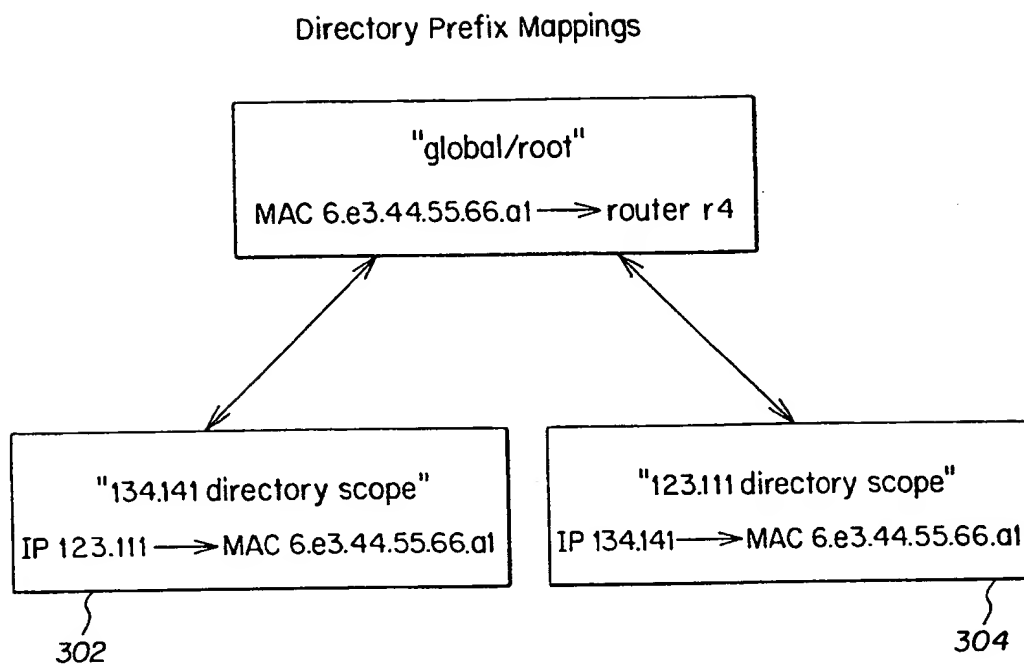 Directory Prefix Mappings
"global/root"
MAC 6.e3.44.55.66.a1 → router r4
"134.141 directory scope"
IP 123.111 → MAC 6.e3.44.55.66.a1
"123.111 directory scope"
IP 134.141 → MAC 6.e3.44.55.66.a1
302
304